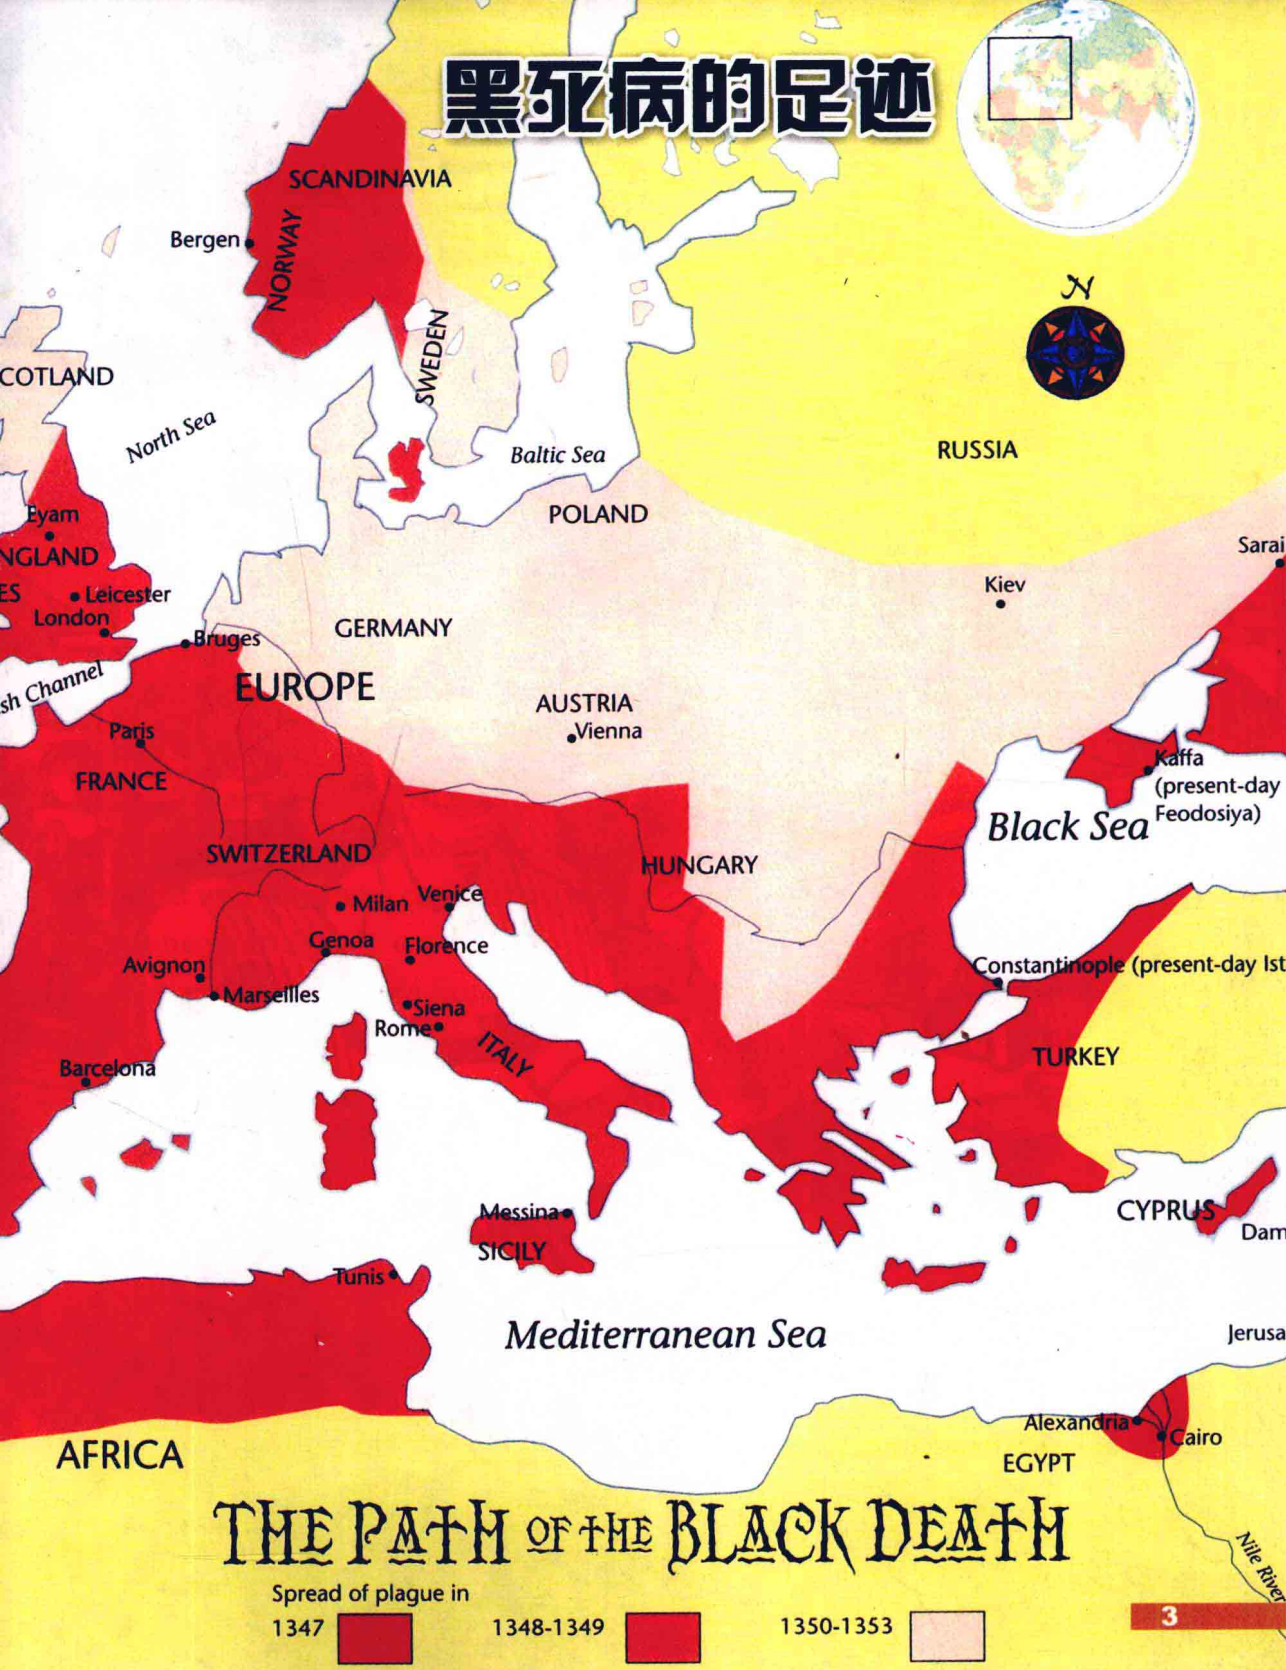 黑死病的足迹
SCANDINAVIA
Bergen
NORWAY
N
SWEDEN
COTLAND
North Sea
Baltic Sea
RUSSIA
POLAND
Eyam
NGLAND
Sarai
ES
Leicester
London
Kiev
Bruges
GERMANY
sh Channel
EUROPE
AUSTRIA
Vienna
Paris
FRANCE
Kaffa
(present-day
Feodosiya)
Black Sea
SWITZERLAND
HUNGARY
Milan
Venice
Genoa
Florence
Avignon
Marseilles
Constantinople (present-day Ist
Siena
Rome
ITALY
TURKEY
Barcelona
Messina
SICILY
CYPRUS
Dam
Tunis
Mediterranean Sea
Jerusa
Alexandria
Cairo
AFRICA
EGYPT
THE PATH OF THE BLACK DEATH
Nile River
Spread of plague in
1347
1348-1349
1350-1353
3